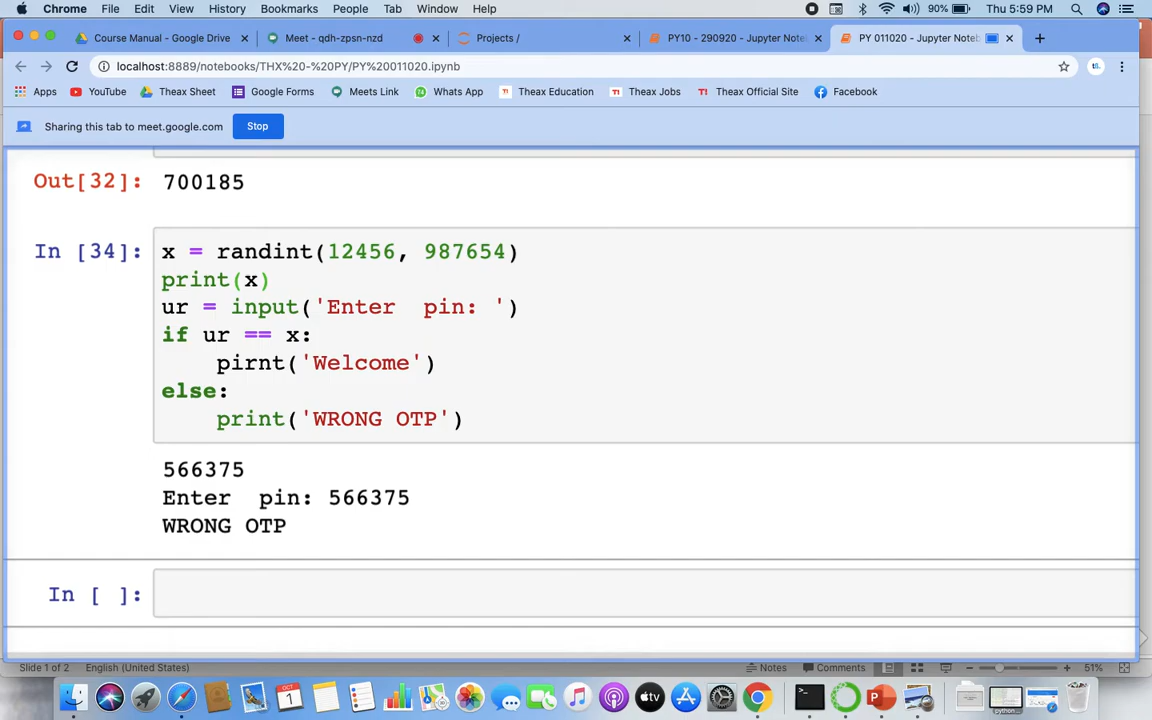 Chrome File Edit View History Bookmarks People Tab Window Help 90% Thu 5:59 PM
Course Manual - Google Drive × Meet - qdh-zpsn-nzd × Projects / × PY10 - 290920 - Jupyter Note × PY 011020 - Jupyter Noteb × +
localhost:8889/notebooks/THX%20-%20PY/PY%20011020.ipynb
Apps YouTube Theax Sheet Google Forms Meets Link Whats App Theax Education Theax Jobs Theax Official Site Facebook
Sharing this tab to meet.google.com Stop
Out[32]: 700185
In [34]: x = randint(12456, 987654)
print(x)
ur = input('Enter  pin: ')
if ur == x:
    pirnt('Welcome')
else:
    print('WRONG OTP')
566375
Enter  pin: 566375
WRONG OTP
In [ ]:
Slide 1 of 2 English (United States) Notes Comments 51%